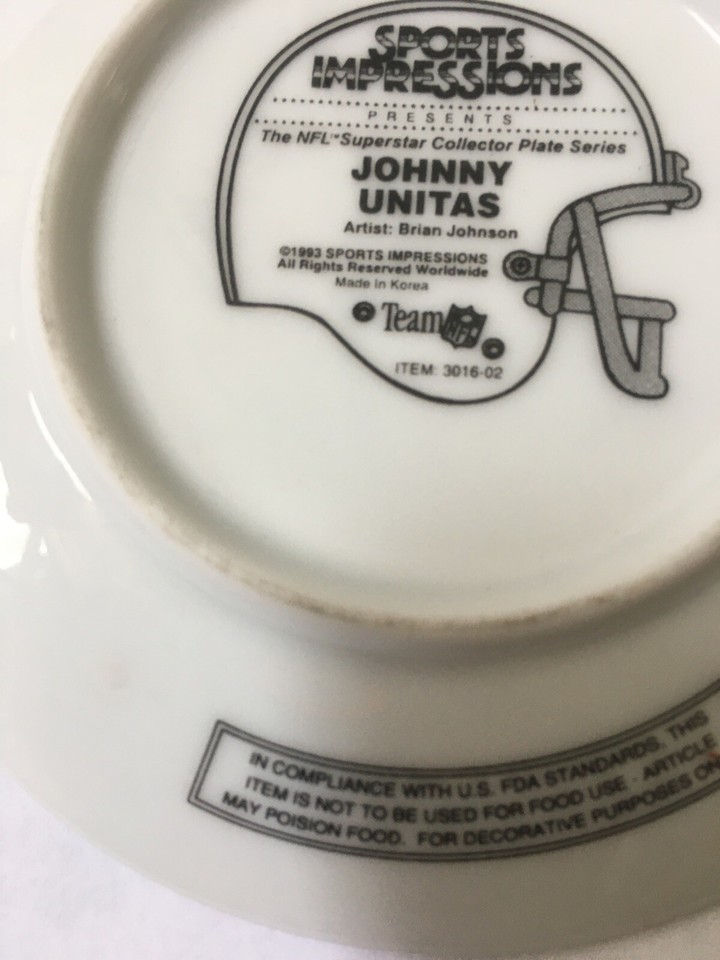 SPORTS
IMPRESSIONS
PRESENTS
The NFL™ Superstar Collector Plate Series
JOHNNY
UNITAS
Artist: Brian Johnson
©1993 SPORTS IMPRESSIONS
All Rights Reserved Worldwide
Made In Korea
Team NFL
ITEM: 3016-02
IN COMPLIANCE WITH U.S. FDA STANDARDS. THIS
ITEM IS NOT TO BE USED FOR FOOD USE · ARTICLE
MAY POISION FOOD. FOR DECORATIVE PURPOSES